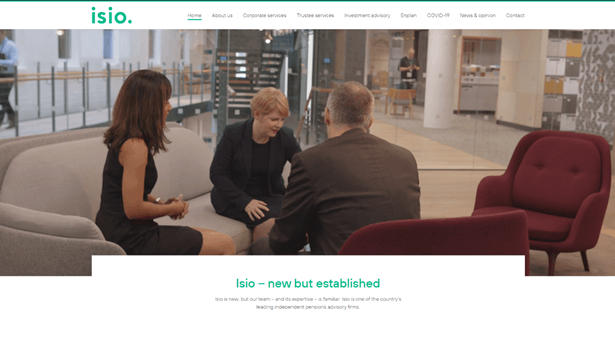 isio.
Home About us Corporate services Trustee services Investment advisory Enplan COVID-19 News & opinion Contact
Isio – new but established
Isio is new, but our team – and its expertise – is familiar. Isio is one of the country's
leading independent pensions advisory firms.